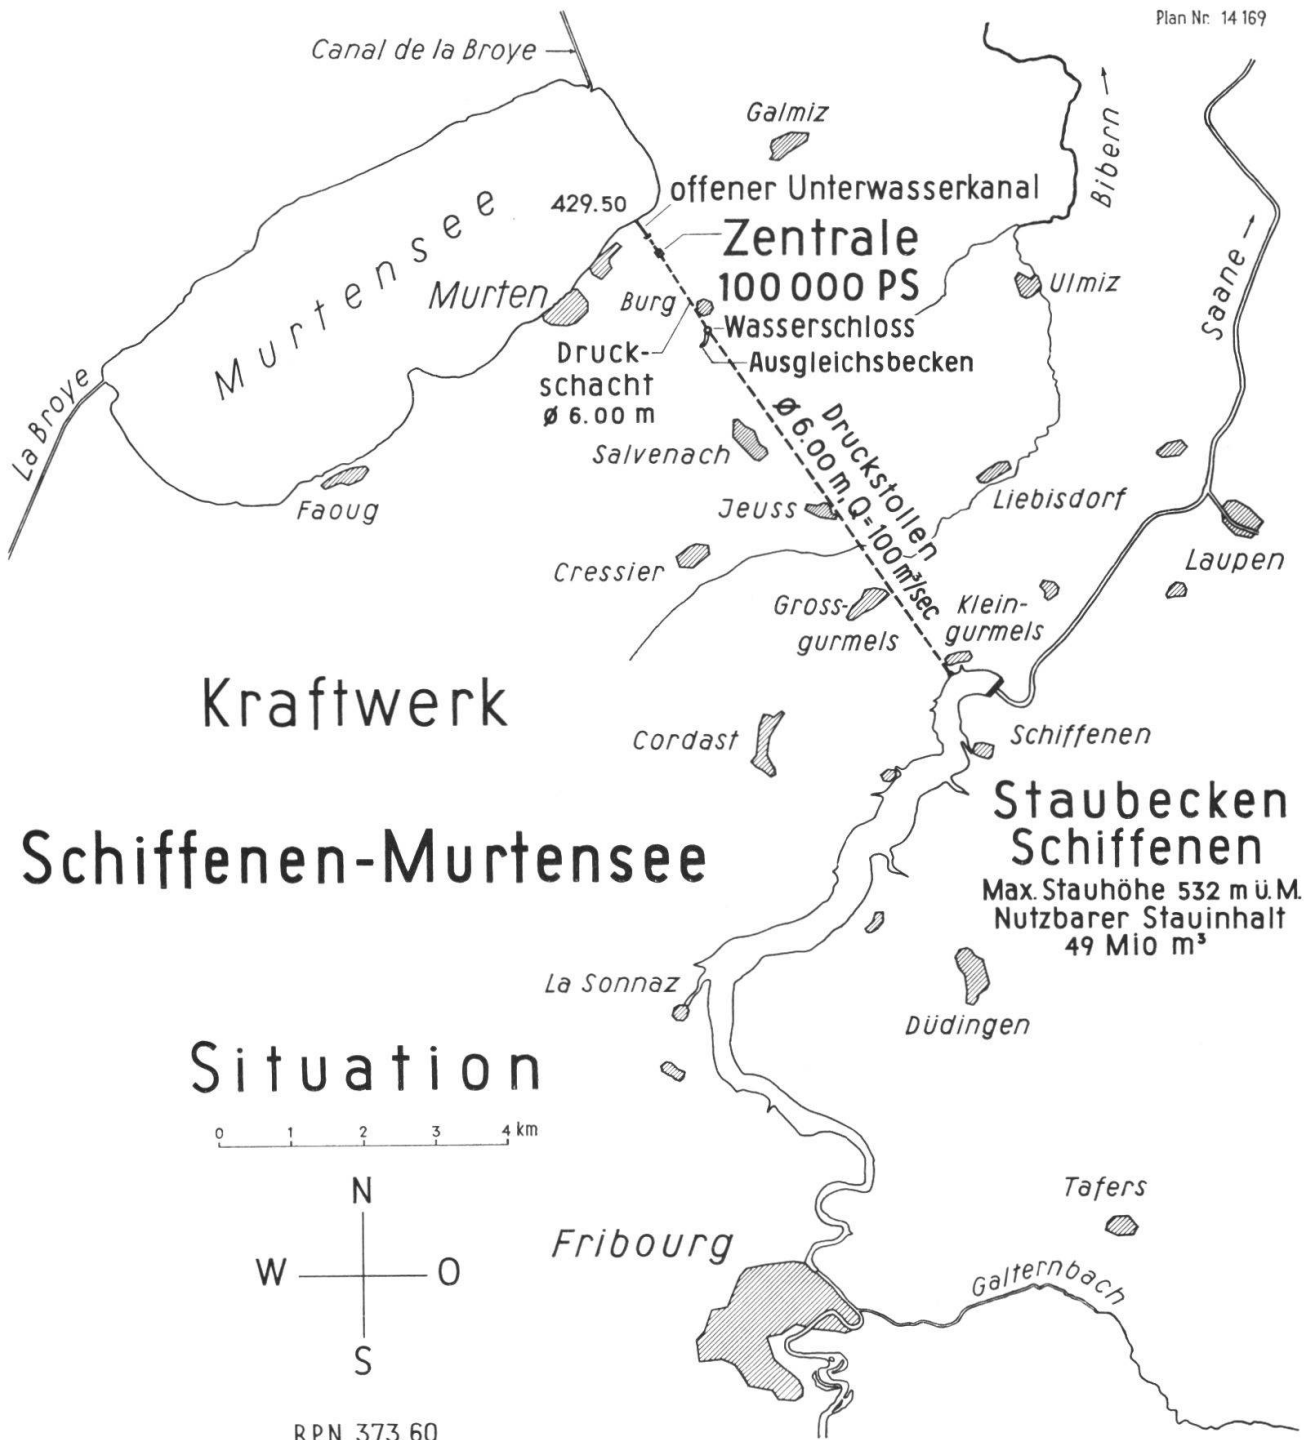 Plan Nr. 14 169
Canal de la Broye
Galmiz
Bibern
Saane
offener Unterwasserkanal
429.50
Zentrale
100 000 PS
Murtensee
Murten
Burg
Ulmiz
Wasserschloss
Ausgleichsbecken
Druck-
schacht
ø 6.00 m
La Broye
Druckstollen
ø 6.00 m, Q=100 m³/sec
Salvenach
Faoug
Jeuss
Liebisdorf
Laupen
Cressier
Gross-
gurmels
Klein-
gurmels
Kraftwerk
Schiffenen-Murtensee
Cordast
Schiffenen
Staubecken
Schiffenen
Max. Stauhöhe 532 m ü. M.
Nutzbarer Stauinhalt
49 Mio m³
La Sonnaz
Düdingen
Situation
0 1 2 3 4 km
N
W O
S
Tafers
Fribourg
Galternbach
R.P.N. 373.60